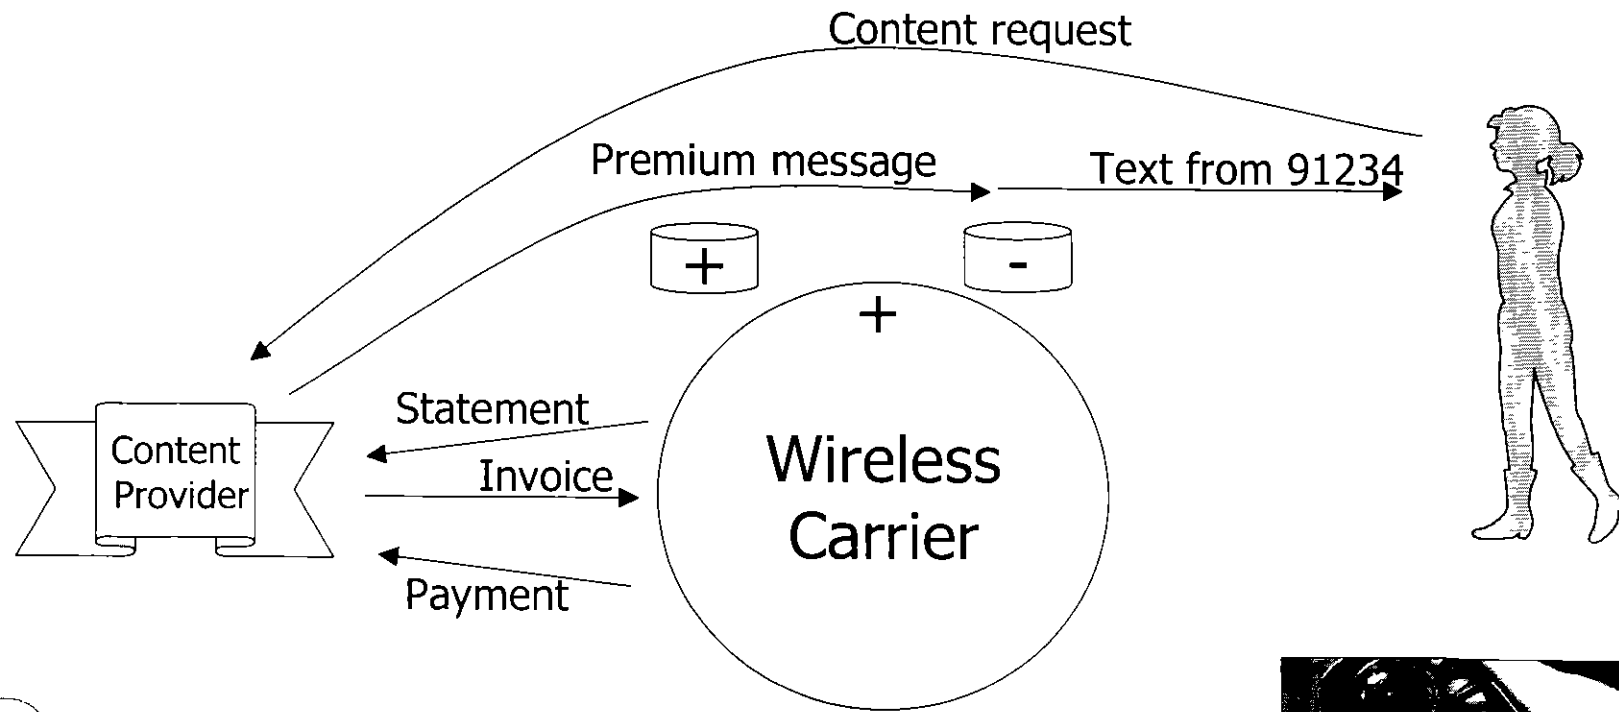 Content request
Premium message
Text from 91234
+
-
+
Statement
Content
Provider
Invoice
Wireless
Carrier
Payment